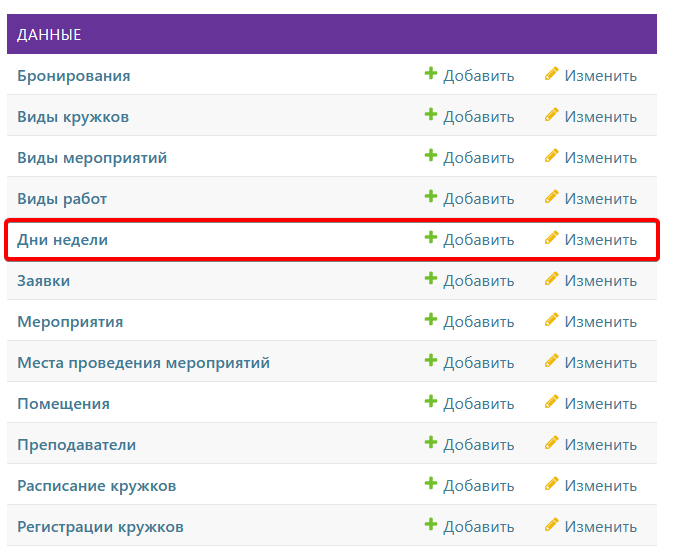 ДАННЫЕ
Бронирования Добавить Изменить
Виды кружков Добавить Изменить
Виды мероприятий Добавить Изменить
Виды работ Добавить Изменить
Дни недели Добавить Изменить
Заявки Добавить Изменить
Мероприятия Добавить Изменить
Места проведения мероприятий Добавить Изменить
Помещения Добавить Изменить
Преподаватели Добавить Изменить
Расписание кружков Добавить Изменить
Регистрации кружков Добавить Изменить